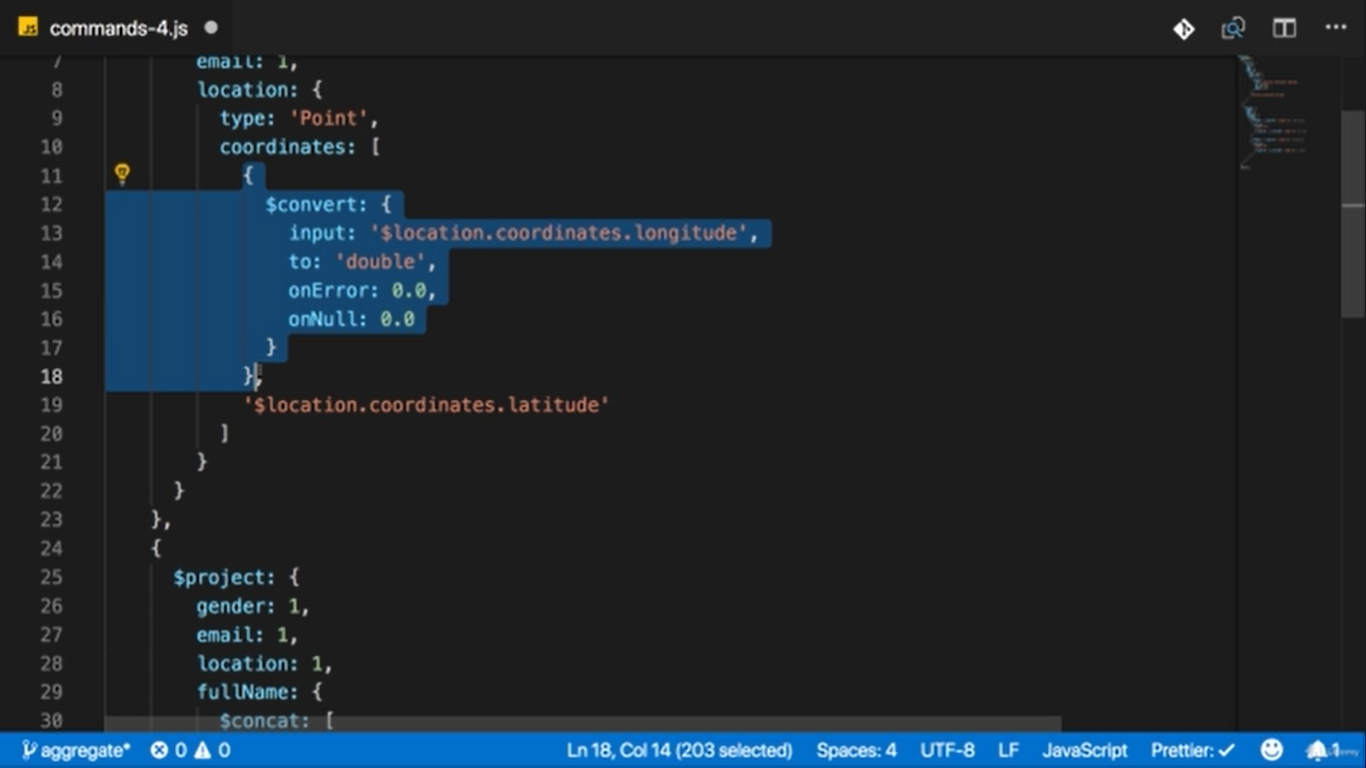 commands-4.js
7 email: 1,
8 location: {
9 type: 'Point',
10 coordinates: [
11 {
12 $convert: {
13 input: '$location.coordinates.longitude',
14 to: 'double',
15 onError: 0.0,
16 onNull: 0.0
17 }
18 },
19 '$location.coordinates.latitude'
20 ]
21 }
22 }
23 },
24 {
25 $project: {
26 gender: 1,
27 email: 1,
28 location: 1,
29 fullName: {
30 $concat: [
aggregate* 0 0 Ln 18, Col 14 (203 selected) Spaces: 4 UTF-8 LF JavaScript Prettier: ✓ 1